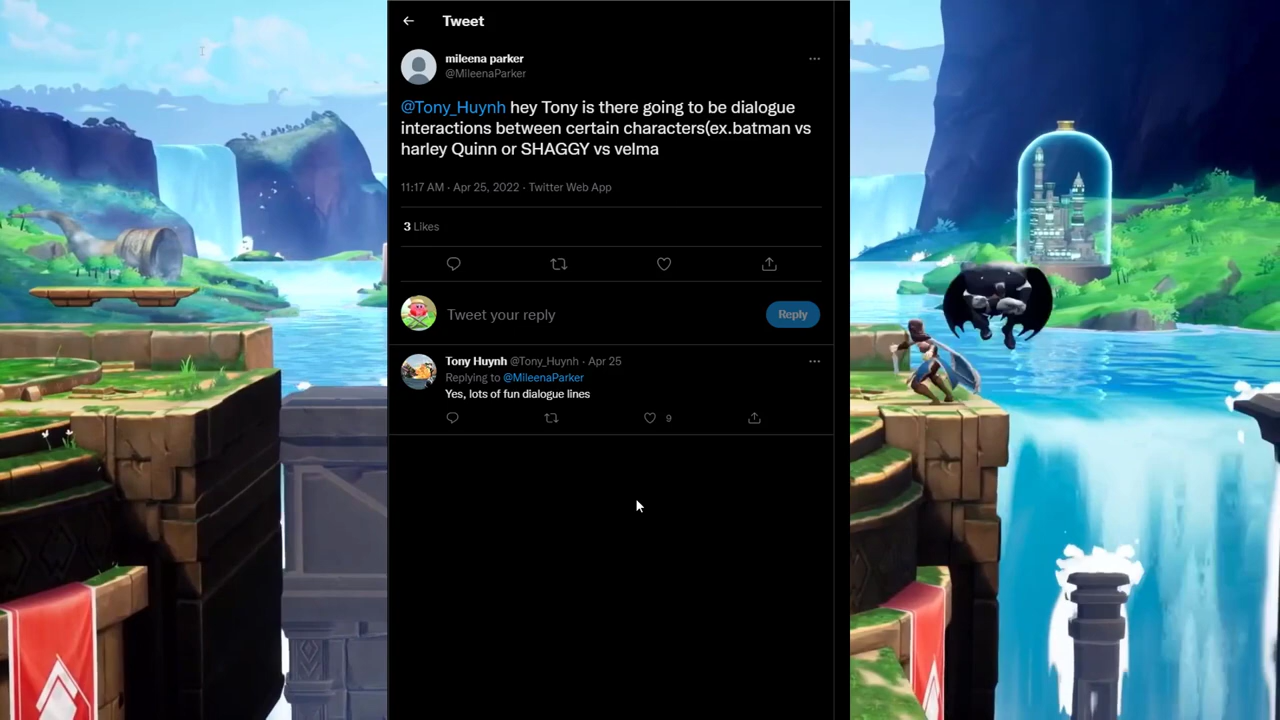 Tweet
mileena parker
@MileenaParker
@Tony_Huynh hey Tony is there going to be dialogue
interactions between certain characters(ex.batman vs
harley Quinn or SHAGGY vs velma
11:17 AM · Apr 25, 2022 · Twitter Web App
3 Likes
Tweet your reply
Reply
Tony Huynh @Tony_Huynh · Apr 25
Replying to @MileenaParker
Yes, lots of fun dialogue lines
9